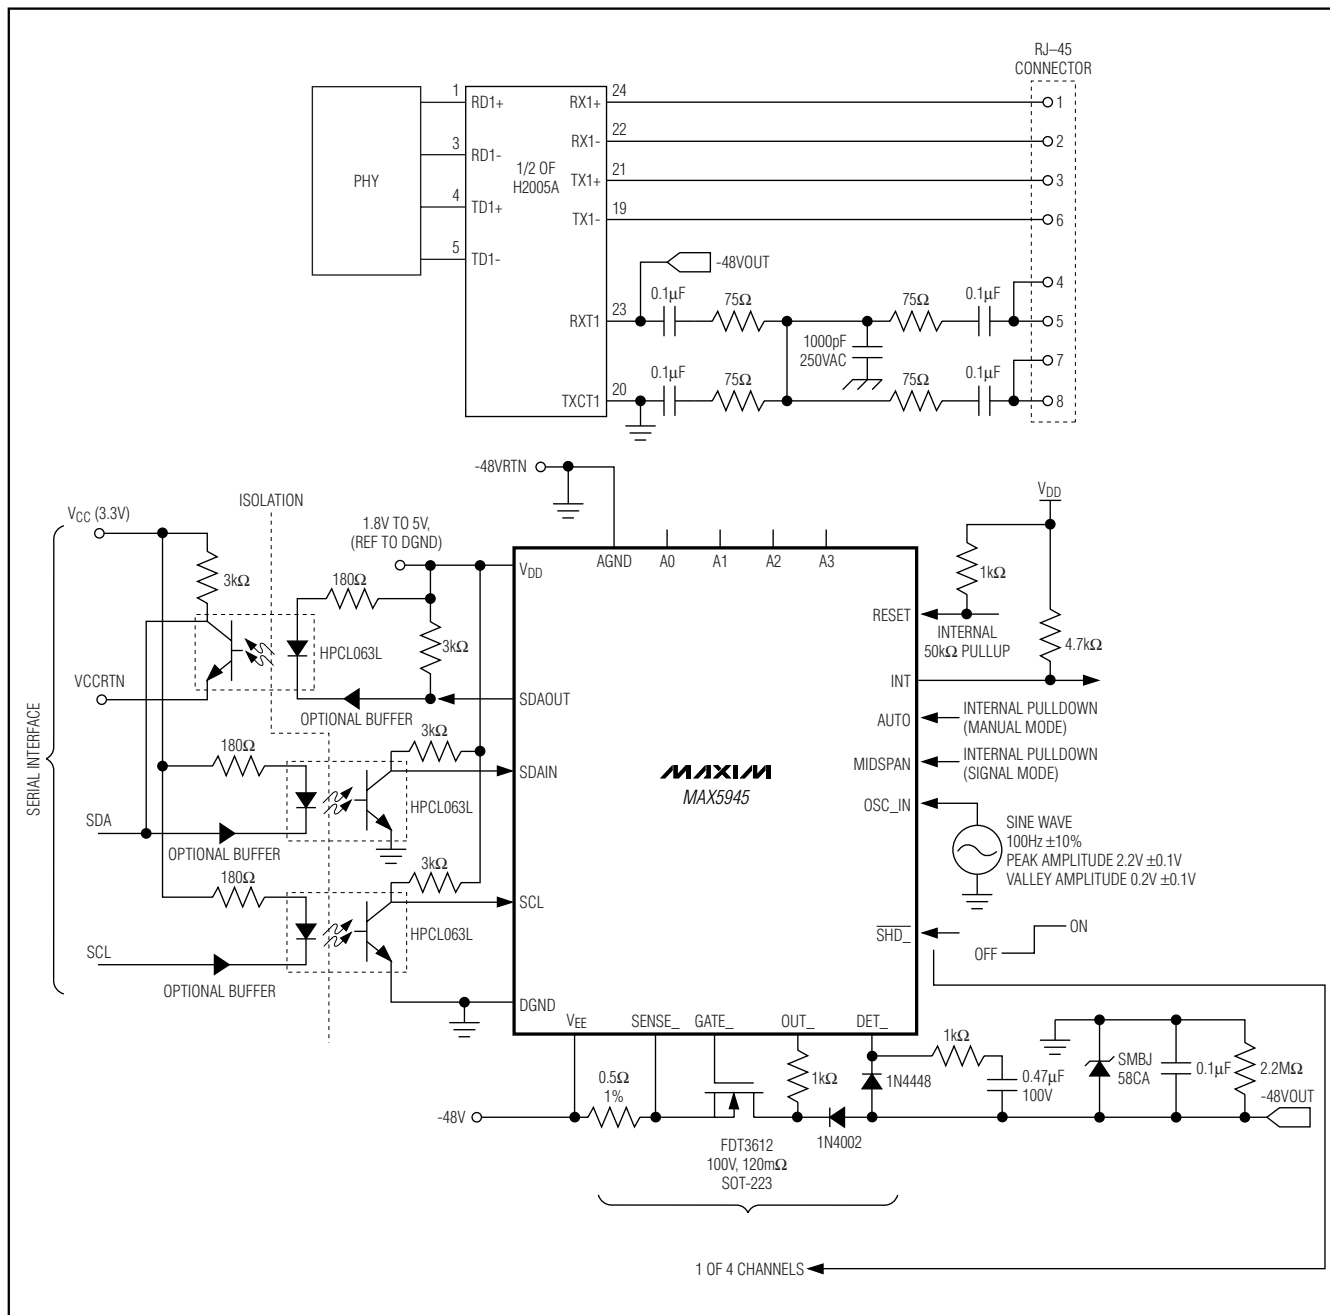 RJ–45
CONNECTOR
PHY
1
RD1+
3
RD1-
4
TD1+
5
TD1-
1/2 OF
H2005A
RX1+
24
1
RX1-
22
2
TX1+
21
3
TX1-
19
6
-48VOUT
4
0.1µF
75Ω
75Ω
0.1µF
RXT1
23
5
1000pF
250VAC
7
0.1µF
75Ω
75Ω
0.1µF
TXCT1
20
8
-48VRTN
ISOLATION
VCC (3.3V)
1.8V TO 5V,
(REF TO DGND)
VDD
3kΩ
180Ω
VDD
AGND
A0
A1
A2
A3
1kΩ
RESET
INTERNAL
50kΩ PULLUP
4.7kΩ
HPCL063L
3kΩ
VCCRTN
SDAOUT
INT
OPTIONAL BUFFER
AUTO
INTERNAL PULLDOWN
(MANUAL MODE)
SERIAL INTERFACE
180Ω
3kΩ
SDAIN
MAXIM
MAX5945
MIDSPAN
INTERNAL PULLDOWN
(SIGNAL MODE)
HPCL063L
OSC_IN
SDA
OPTIONAL BUFFER
SINE WAVE
100Hz ±10%
PEAK AMPLITUDE 2.2V ±0.1V
VALLEY AMPLITUDE 0.2V ±0.1V
180Ω
3kΩ
SCL
HPCL063L
SHD_
OFF
ON
SCL
OPTIONAL BUFFER
DGND
VEE
SENSE_
GATE_
OUT_
DET_
1kΩ
0.5Ω
1%
1kΩ
1N4448
0.47µF
100V
SMBJ
58CA
0.1µF
2.2MΩ
-48V
1N4002
-48VOUT
FDT3612
100V, 120mΩ
SOT-223
1 OF 4 CHANNELS